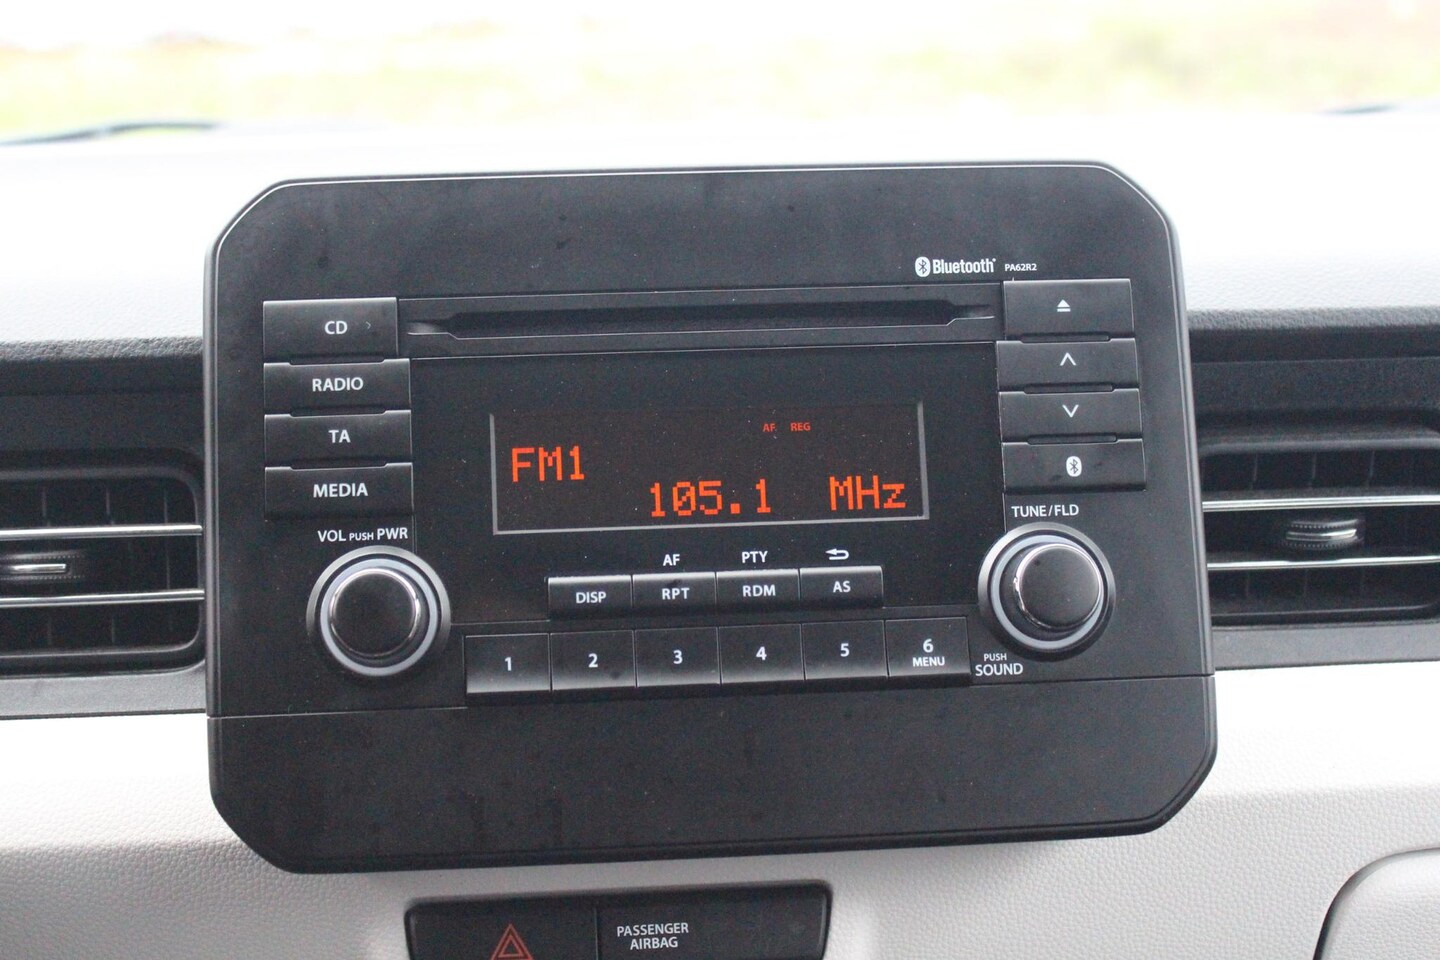 Bluetooth® PA62R2
CD
RADIO
TA
MEDIA
AF REG
FM1
105.1 MHz
VOL PUSH PWR
TUNE/FLD
AF PTY
DISP RPT RDM AS
1 2 3 4 5 6
MENU
PUSH
SOUND
PASSENGER
AIRBAG